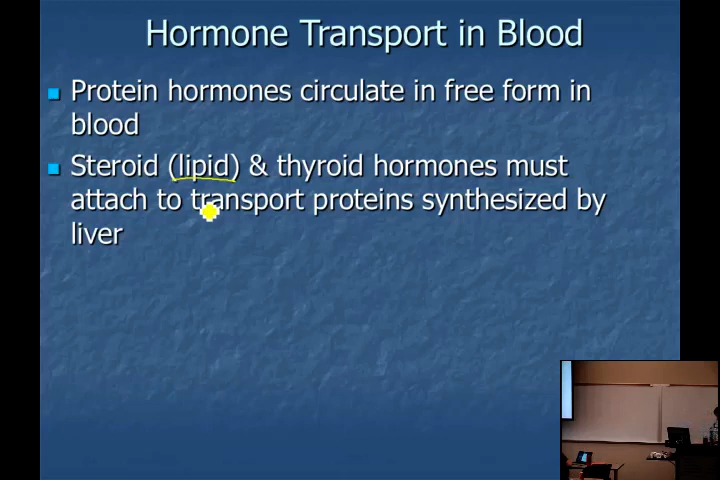 Hormone Transport in Blood
Protein hormones circulate in free form in
blood
Steroid (lipid) & thyroid hormones must
attach to transport proteins synthesized by
liver